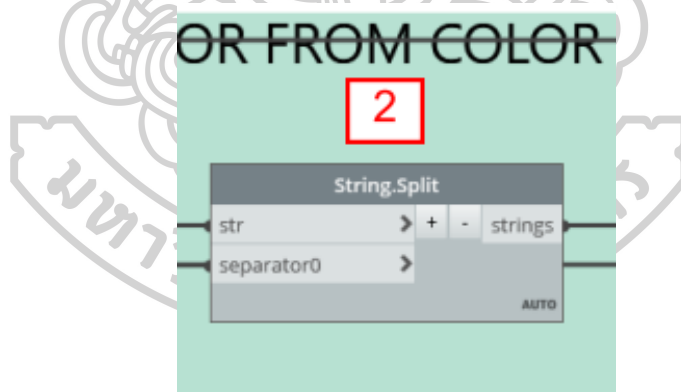 OR FROM COLOR
2
String.Split
str > + - strings
separator0 >
AUTO